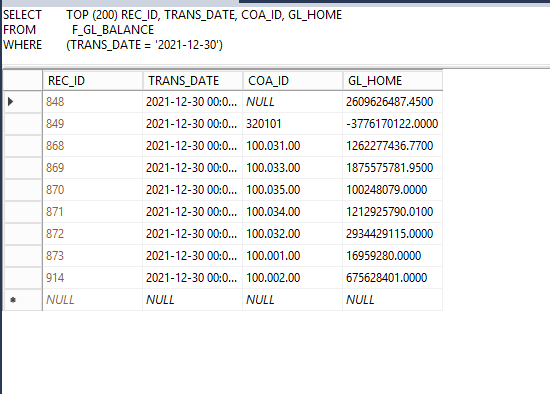 SELECT TOP (200) REC_ID, TRANS_DATE, COA_ID, GL_HOME
FROM F_GL_BALANCE
WHERE (TRANS_DATE = '2021-12-30')
REC_ID TRANS_DATE COA_ID GL_HOME
848 2021-12-30 00:0... NULL 2609626487.4500
849 2021-12-30 00:0... 320101 -3776170122.0000
868 2021-12-30 00:0... 100.031.00 1262277436.7700
869 2021-12-30 00:0... 100.033.00 1875575781.9500
870 2021-12-30 00:0... 100.035.00 100248079.0000
871 2021-12-30 00:0... 100.034.00 1212925790.0100
872 2021-12-30 00:0... 100.032.00 2934429115.0000
873 2021-12-30 00:0... 100.001.00 16959280.0000
914 2021-12-30 00:0... 100.002.00 675628401.0000
NULL NULL NULL NULL